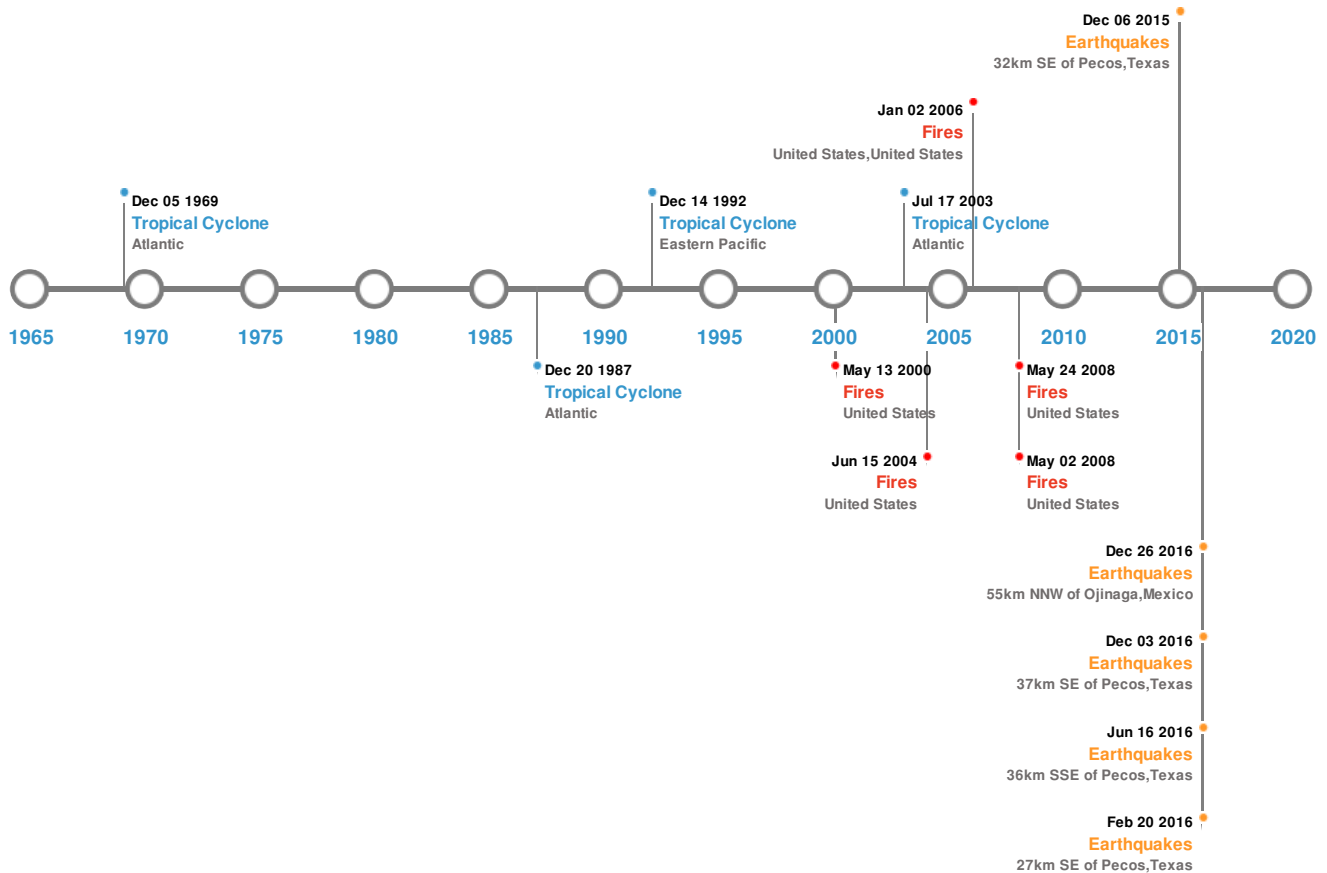 Dec 06 2015
Earthquakes
32km SE of Pecos,Texas
Jan 02 2006
Fires
United States,United States
Dec 05 1969
Tropical Cyclone
Atlantic
Dec 14 1992
Tropical Cyclone
Eastern Pacific
Jul 17 2003
Tropical Cyclone
Atlantic
1965 1970 1975 1980 1985 1990 1995 2000 2005 2010 2015 2020
Dec 20 1987
Tropical Cyclone
Atlantic
May 13 2000
Fires
United States
May 24 2008
Fires
United States
Jun 15 2004
Fires
United States
May 02 2008
Fires
United States
Dec 26 2016
Earthquakes
55km NNW of Ojinaga,Mexico
Dec 03 2016
Earthquakes
37km SE of Pecos,Texas
Jun 16 2016
Earthquakes
36km SSE of Pecos,Texas
Feb 20 2016
Earthquakes
27km SE of Pecos,Texas